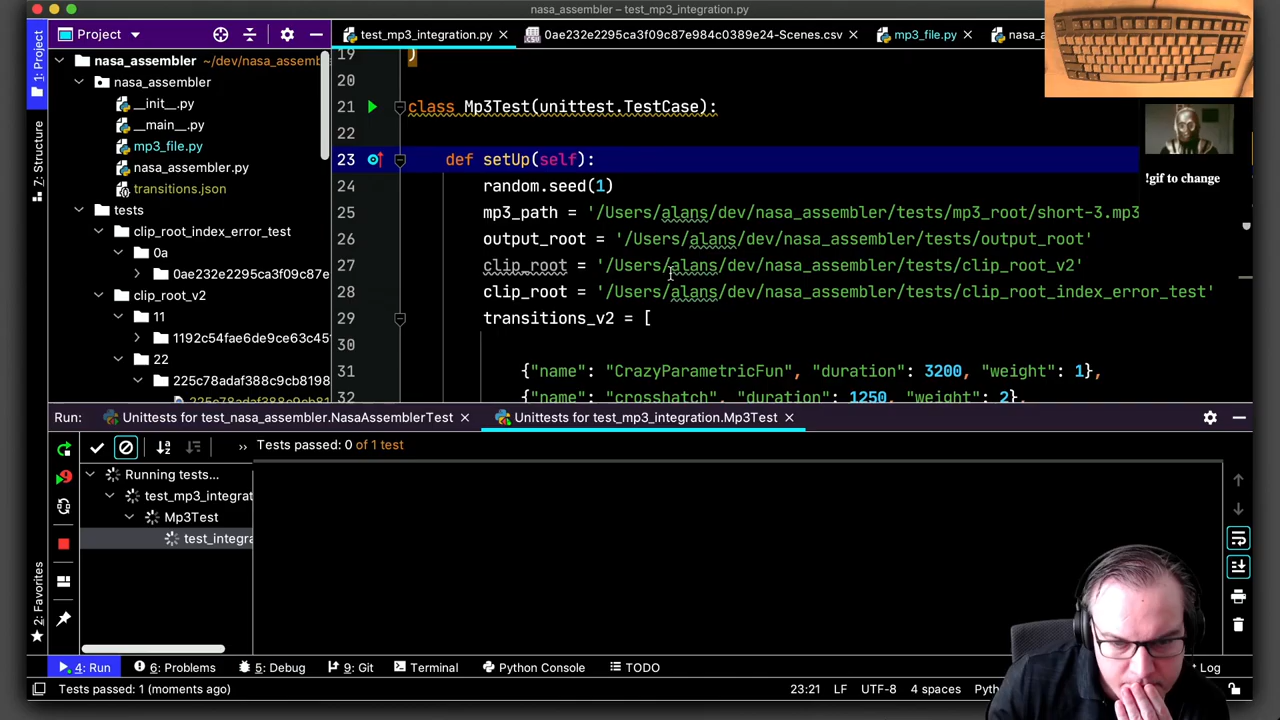 nasa_assembler – test_mp3_integration.py
Project
test_mp3_integration.py
0ae232e2295ca3f09c87e984c0389e24-Scenes.csv
mp3_file.py
nasa_a
1: Project
7: Structure
2: Favorites
nasa_assembler ~/dev/nasa_assemb
nasa_assembler
__init__.py
__main__.py
mp3_file.py
nasa_assembler.py
transitions.json
tests
clip_root_index_error_test
0a
0ae232e2295ca3f09c87e
clip_root_v2
11
1192c54fae6de9ce63c45
22
225c78adaf388c9cb8198
19 )
20
21 class Mp3Test(unittest.TestCase):
22
23 def setUp(self):
24 random.seed(1)
25 mp3_path = '/Users/alans/dev/nasa_assembler/tests/mp3_root/short-3.mp3
26 output_root = '/Users/alans/dev/nasa_assembler/tests/output_root'
27 clip_root = '/Users/alans/dev/nasa_assembler/tests/clip_root_v2'
28 clip_root = '/Users/alans/dev/nasa_assembler/tests/clip_root_index_error_test'
29 transitions_v2 = [
30
31 {"name": "CrazyParametricFun", "duration": 3200, "weight": 1},
32 {"name": "crosshatch", "duration": 1250, "weight": 2},
!gif to change
Run: Unittests for test_nasa_assembler.NasaAssemblerTest
Unittests for test_mp3_integration.Mp3Test
Tests passed: 0 of 1 test
Running tests...
test_mp3_integrat
Mp3Test
test_integra
4: Run
6: Problems
5: Debug
9: Git
Terminal
Python Console
TODO
Log
Tests passed: 1 (moments ago)
23:21 LF UTF-8 4 spaces Pyth